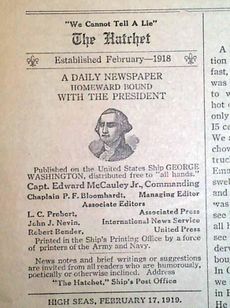 "We Cannot Tell A Lie"
The Hatchet
Established February—1918
A DAILY NEWSPAPER
HOMEWARD BOUND
WITH THE PRESIDENT
Published on the United States Ship GEORGE
WASHINGTON, distributed free to "all hands."
Capt. Edward McCauley Jr., Commanding
Chaplain P. F. Bloomhardt, Managing Editor
Associate Editors
L. C. Probert, Associated Press
John J. Nevin, International News Service
Robert Bender, United Press
Printed in the Ship's Printing Office by a force
of printers of the Army and Navy.
News notes and brief writings or suggestions
are invited from all readers who are humorously,
poetically or otherwise inclined. Address
"The Hatchet," Ship's Post Office
HIGH SEAS, FEBRUARY 17, 1919.